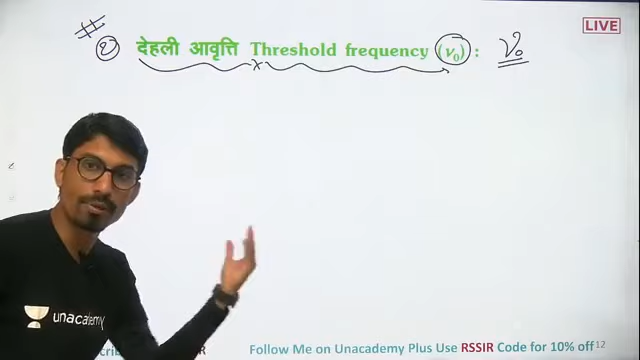 LIVE
# ② देहली आवृत्ति Threshold frequency (ν₀) : ν₀
unacademy
Follow Me on Unacademy Plus Use RSSIR Code for 10% off 12